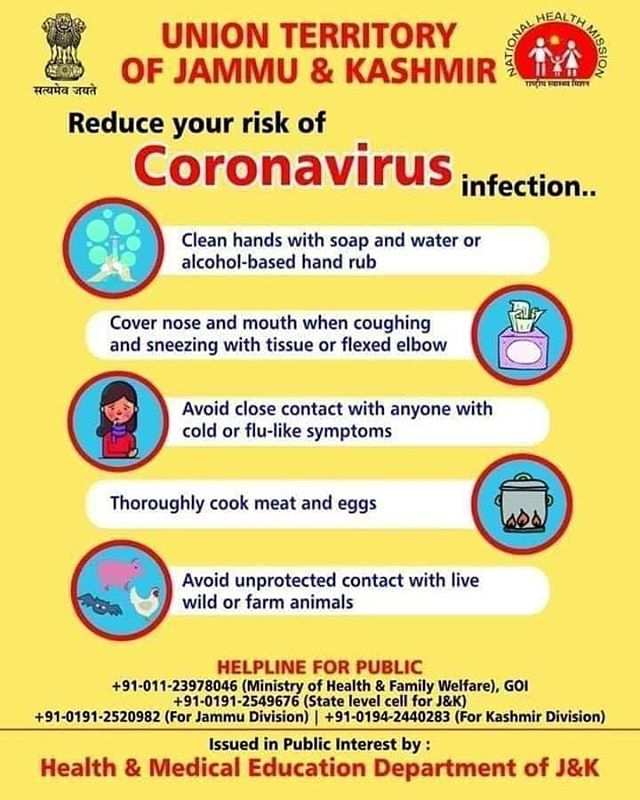 UNION TERRITORY
OF JAMMU & KASHMIR
सत्यमेव जयते
NATIONAL HEALTH MISSION
राष्ट्रीय स्वास्थ्य मिशन
Reduce your risk of
Coronavirus infection..
Clean hands with soap and water or
alcohol-based hand rub
Cover nose and mouth when coughing
and sneezing with tissue or flexed elbow
Avoid close contact with anyone with
cold or flu-like symptoms
Thoroughly cook meat and eggs
Avoid unprotected contact with live
wild or farm animals
HELPLINE FOR PUBLIC
+91-011-23978046 (Ministry of Health & Family Welfare), GOI
+91-0191-2549676 (State level cell for J&K)
+91-0191-2520982 (For Jammu Division) | +91-0194-2440283 (For Kashmir Division)
Issued in Public Interest by :
Health & Medical Education Department of J&K